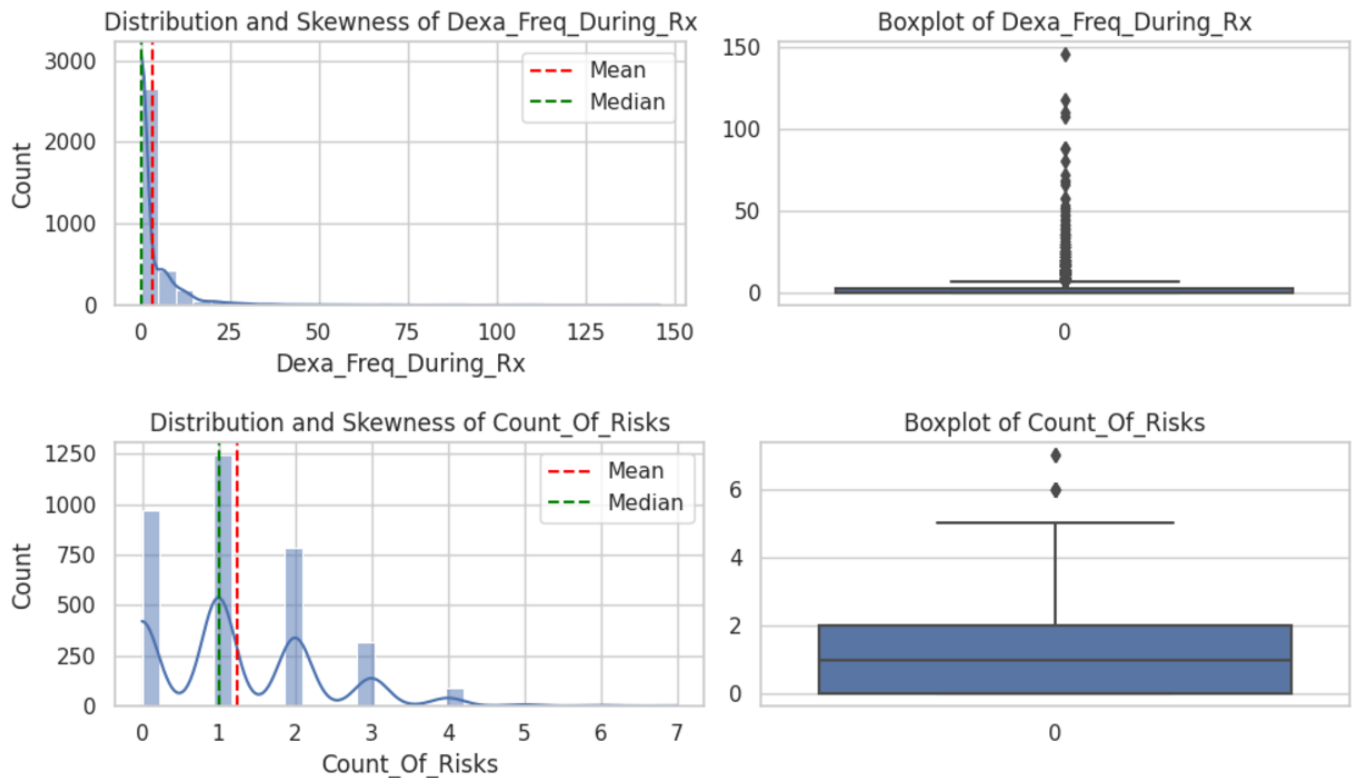 Distribution and Skewness of Dexa_Freq_During_Rx
3000
2000
1000
0
Count
Mean
Median
0 25 50 75 100 125 150
Dexa_Freq_During_Rx
Boxplot of Dexa_Freq_During_Rx
150
100
50
0
0
Distribution and Skewness of Count_Of_Risks
1250
1000
750
500
250
0
Count
Mean
Median
0 1 2 3 4 5 6 7
Count_Of_Risks
Boxplot of Count_Of_Risks
6
4
2
0
0